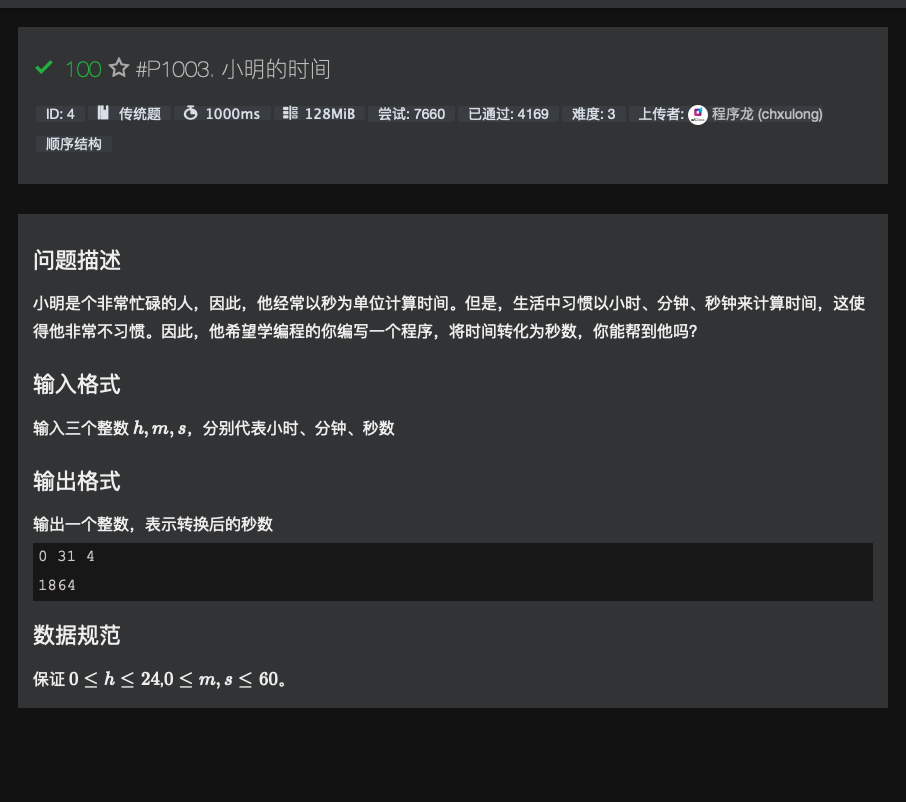 100 #P1003. 小明的时间
ID: 4 传统题 1000ms 128MiB 尝试: 7660 已通过: 4169 难度: 3 上传者: 程序龙 (chxulong)
顺序结构
问题描述
小明是个非常忙碌的人，因此，他经常以秒为单位计算时间。但是，生活中习惯以小时、分钟、秒钟来计算时间，这使
得他非常不习惯。因此，他希望学编程的你编写一个程序，将时间转化为秒数，你能帮到他吗？
输入格式
输入三个整数 h, m, s，分别代表小时、分钟、秒数
输出格式
输出一个整数，表示转换后的秒数
0 31 4
1864
数据规范
保证 0 ≤ h ≤ 24,0 ≤ m, s ≤ 60。